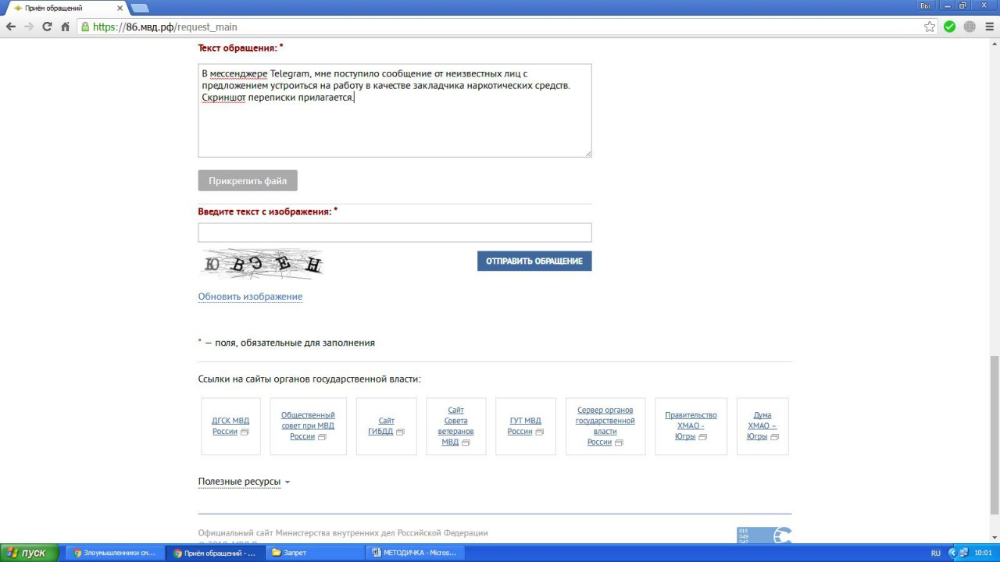 Приём обращений
Вы
https://86.мвд.рф/request_main
Текст обращения: *
В мессенджере Telegram, мне поступило сообщение от неизвестных лиц с
предложением устроиться на работу в качестве закладчика наркотических средств.
Скриншот переписки прилагается.
Прикрепить файл
Введите текст с изображения: *
Ю В Э Е Н
ОТПРАВИТЬ ОБРАЩЕНИЕ
Обновить изображение
* — поля, обязательные для заполнения
Ссылки на сайты органов государственной власти:
ДГСК МВД
России
Общественный
совет при МВД
России
Сайт
ГИБДД
Сайт
Совета
ветеранов
МВД
ГУТ МВД
России
Сервер органов
государственной
власти
России
Правительство
ХМАО -
Югры
Дума
ХМАО –
Югры
Полезные ресурсы
Официальный сайт Министерства внутренних дел Российской Федерации
пуск
Злоумышленники см...
Приём обращений - ...
Запрет
МЕТОДИЧКА - Micros...
RU
10:01